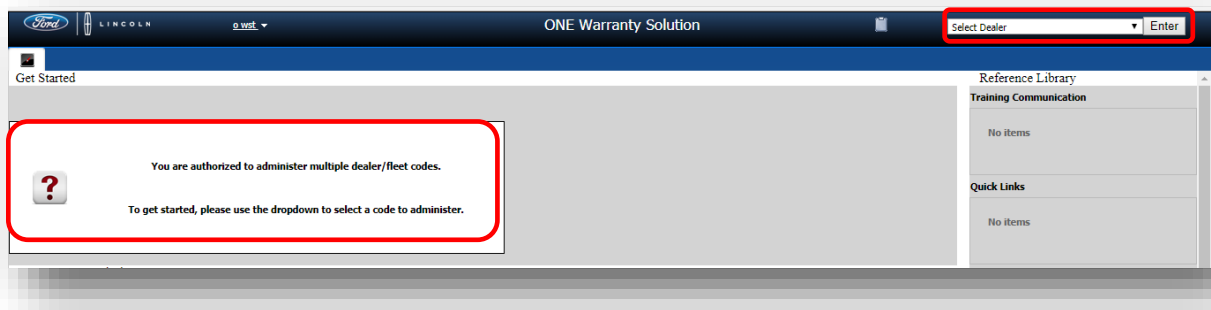 Ford LINCOLN o wst ONE Warranty Solution Select Dealer Enter
Get Started Reference Library
Training Communication
No items
You are authorized to administer multiple dealer/fleet codes.
?
Quick Links
To get started, please use the dropdown to select a code to administer.
No items